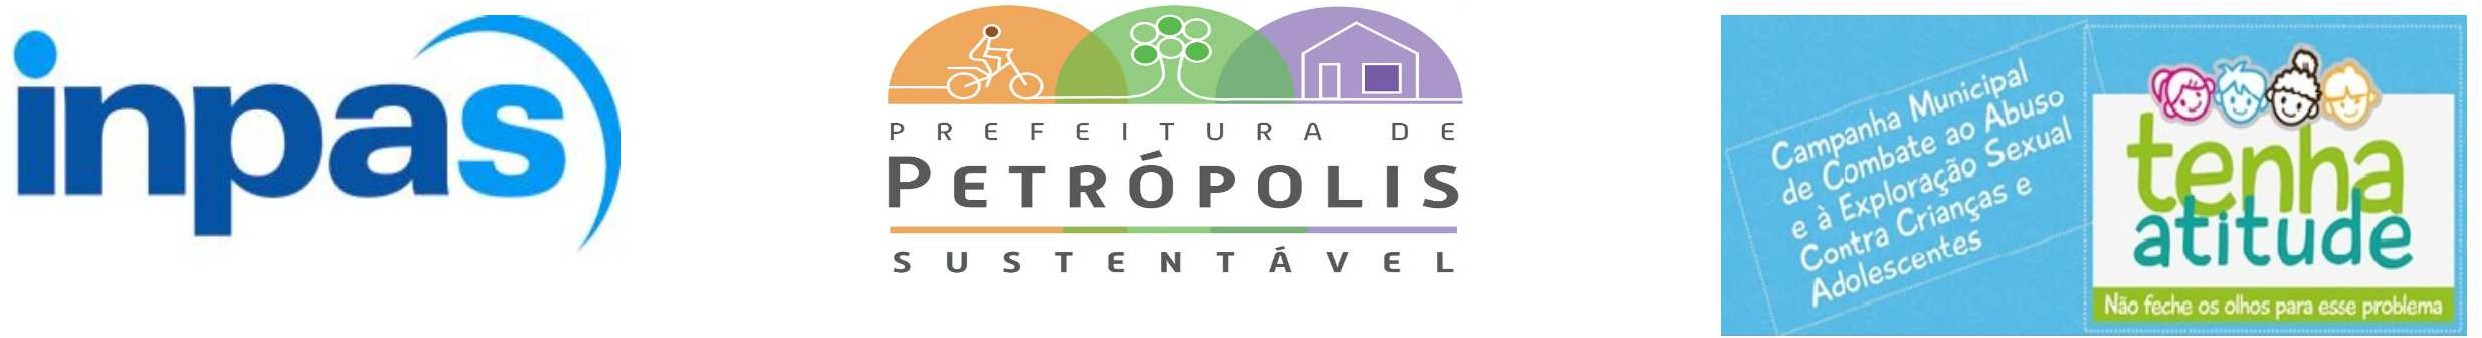 inpas
PREFEITURA DE
PETRÓPOLIS
SUSTENTÁVEL
Campanha Municipal
de Combate ao Abuso
e à Exploração Sexual
Contra Crianças e
Adolescentes
tenha
atitude
Não feche os olhos para esse problema